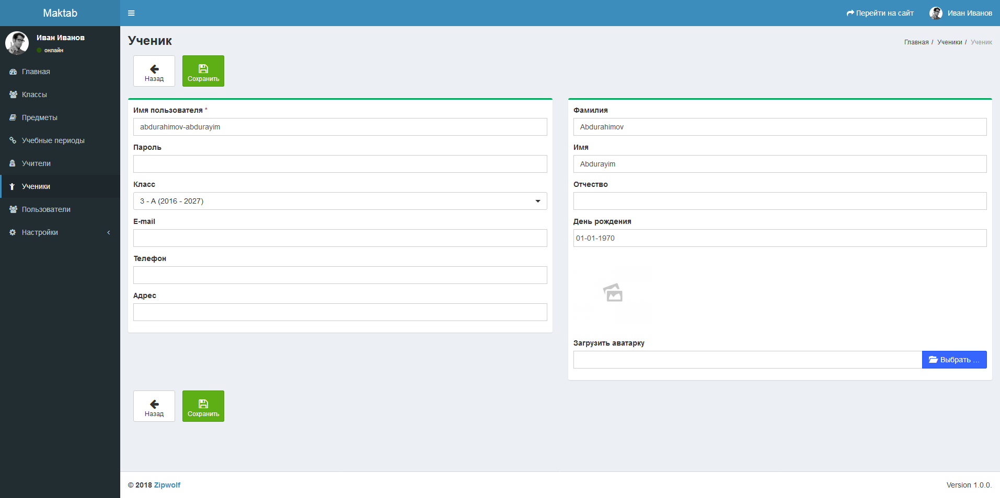 Maktab
Перейти на сайт
Иван Иванов
Иван Иванов
онлайн
Главная
Классы
Предметы
Учебные периоды
Учители
Ученики
Пользователи
Настройки
Ученик
Главная / Ученики / Ученик
Назад
Сохранить
Имя пользователя *
abdurahimov-abdurayim
Пароль
Класс
3 - А (2016 - 2027)
E-mail
Телефон
Адрес
Фамилия
Abdurahimov
Имя
Abdurayim
Отчество
День рождения
01-01-1970
Загрузить аватарку
Выбрать ...
Назад
Сохранить
© 2018 Zipwolf
Version 1.0.0.